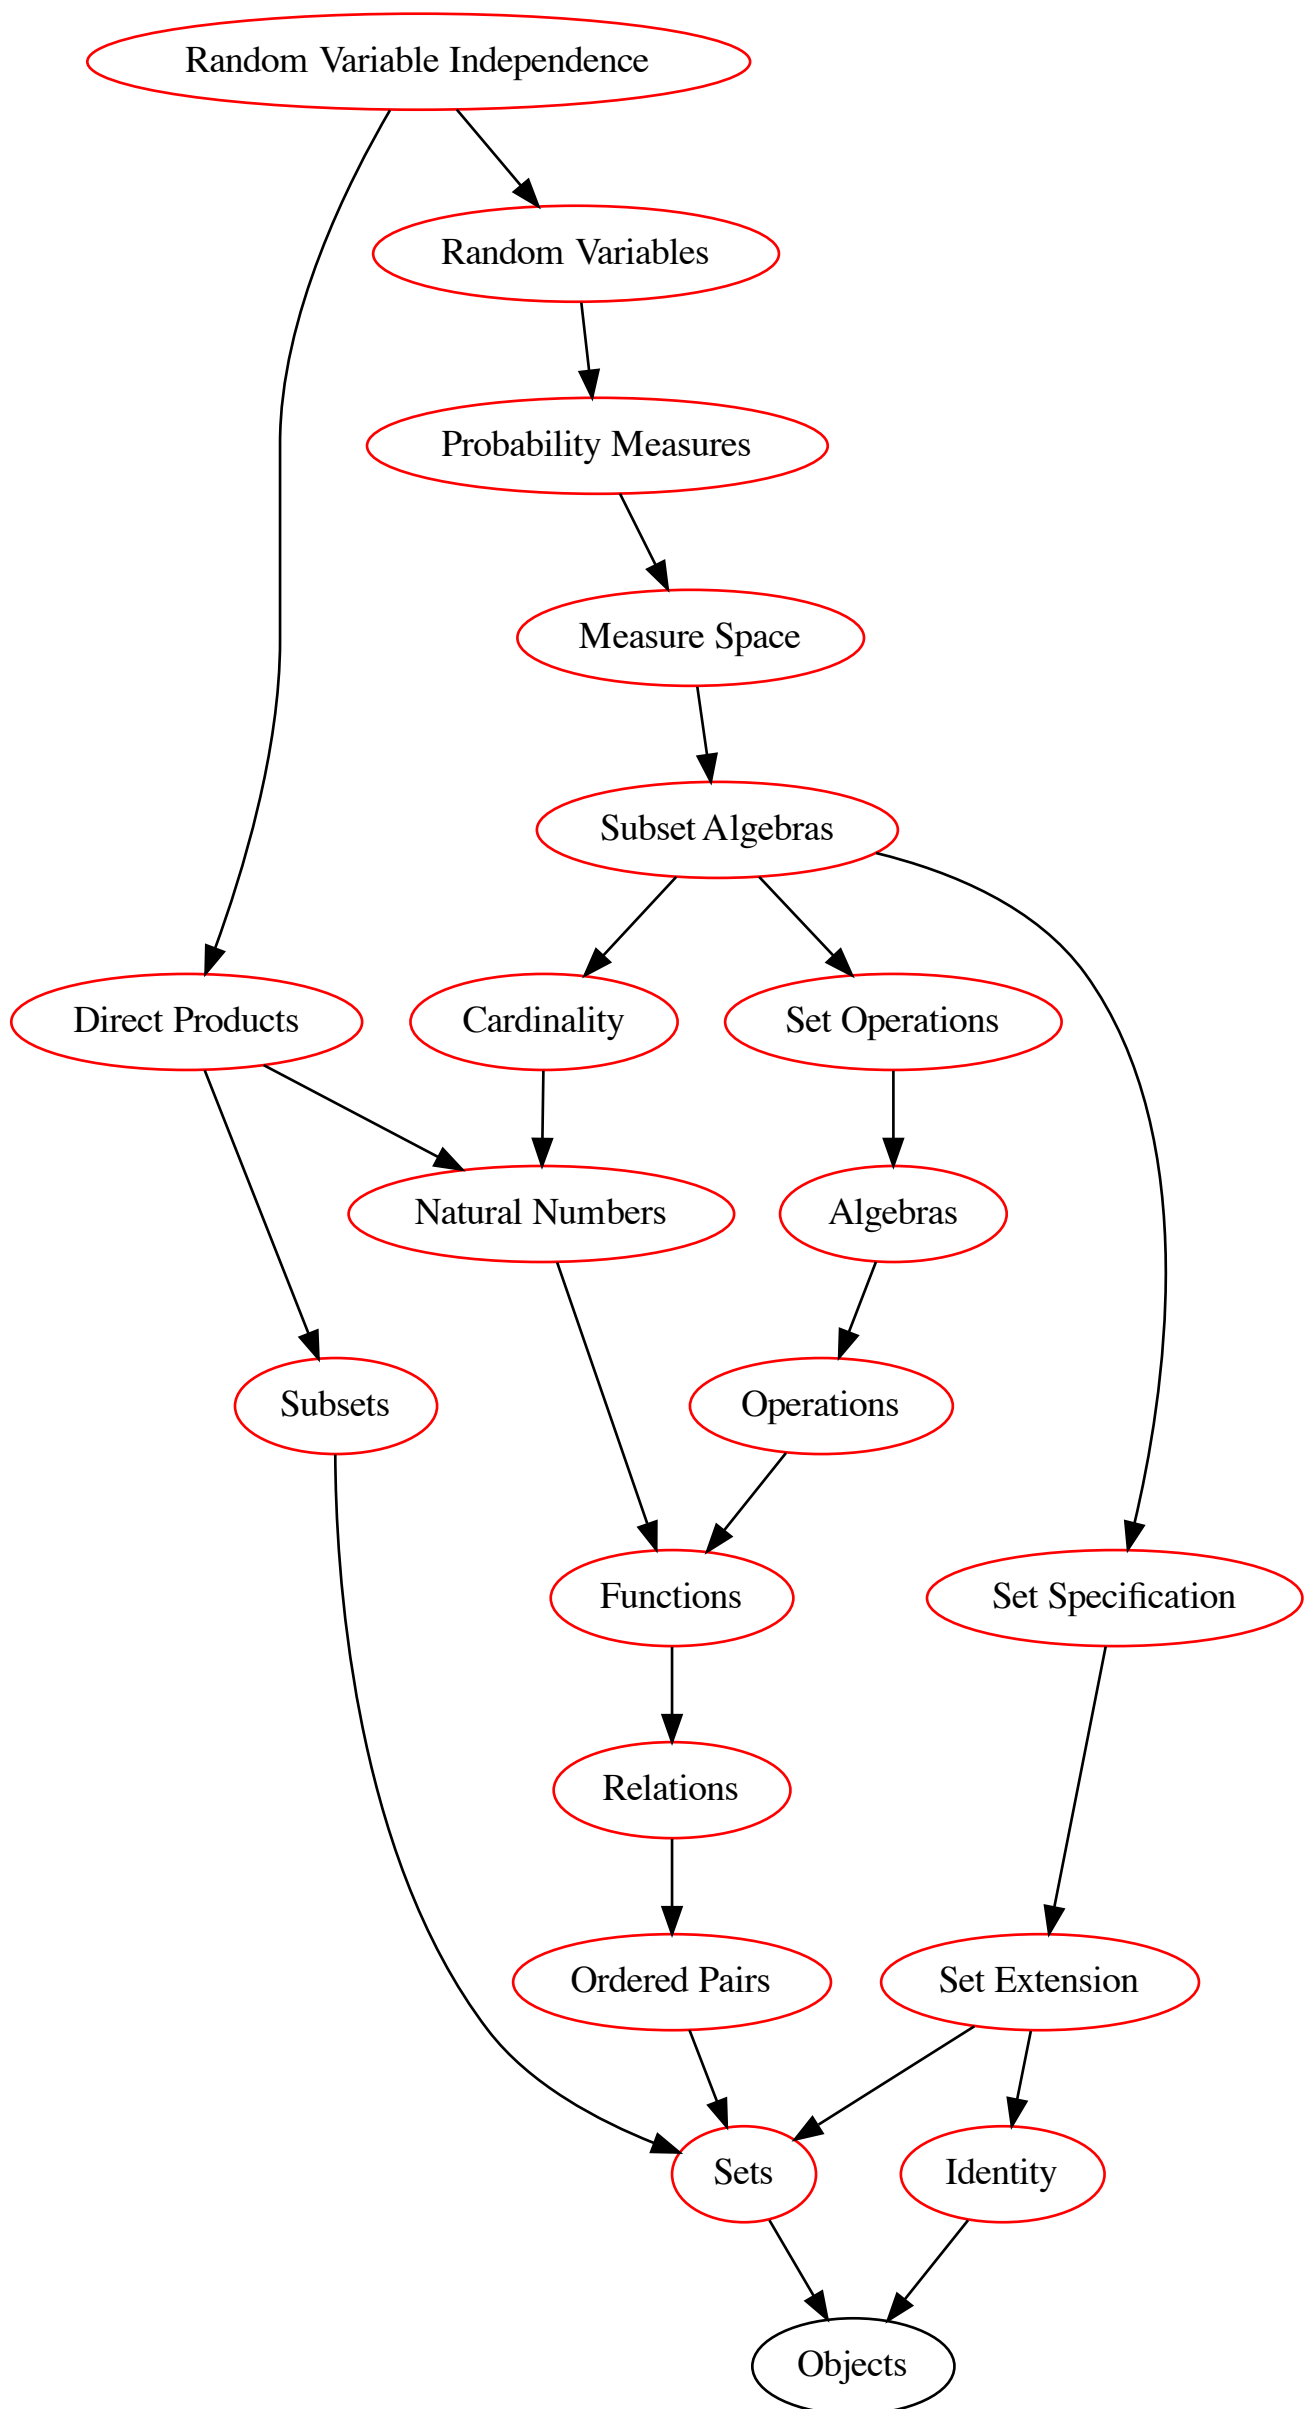 Random Variable Independence
Random Variables
Probability Measures
Measure Space
Subset Algebras
Direct Products
Cardinality
Set Operations
Natural Numbers
Algebras
Subsets
Operations
Functions
Set Specification
Relations
Ordered Pairs
Set Extension
Sets
Identity
Objects